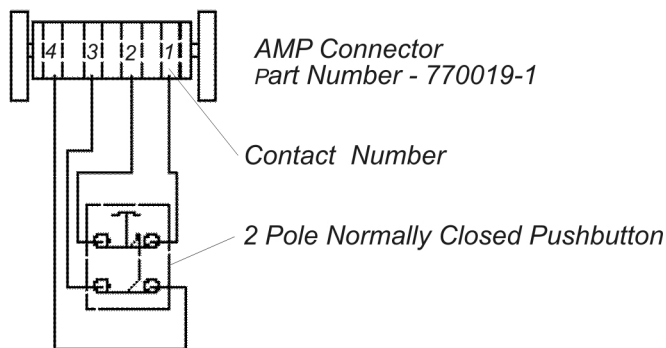 4 3 2 1
AMP Connector
Part Number - 770019-1
Contact Number
2 Pole Normally Closed Pushbutton